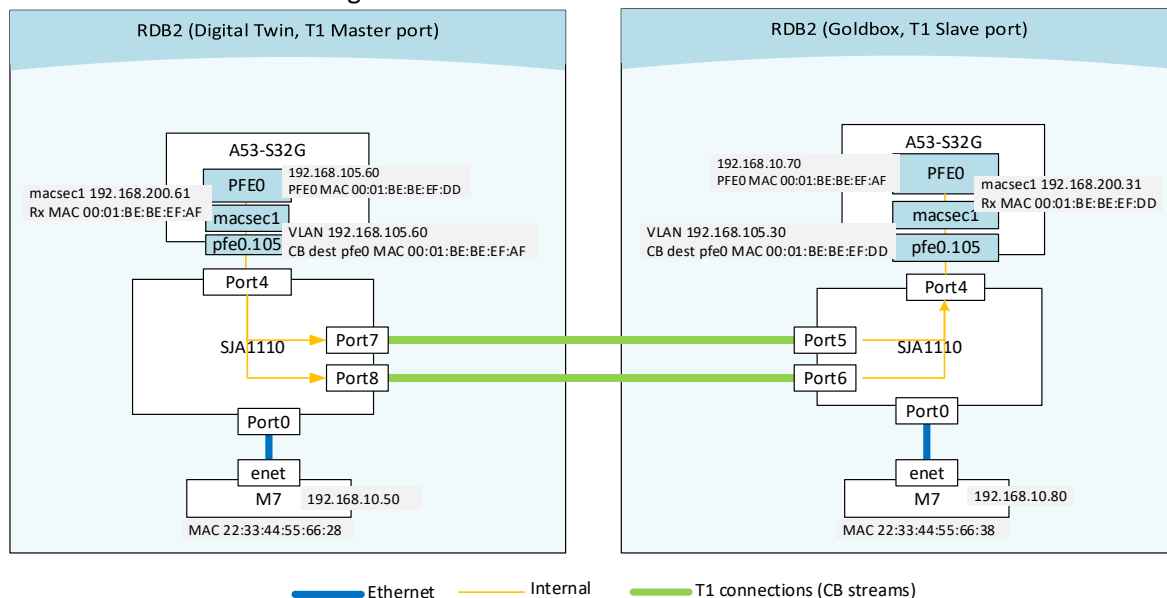 RDB2 (Digital Twin, T1 Master port)
A53-S32G
PFE0
192.168.105.60
PFE0 MAC 00:01:BE:BE:EF:DD
macsec1 192.168.200.61
Rx MAC 00:01:BE:BE:EF:AF
macsec1
pfe0.105
VLAN 192.168.105.60
CB dest pfe0 MAC 00:01:BE:BE:EF:AF
Port4
SJA1110
Port7
Port8
Port0
enet
M7
192.168.10.50
MAC 22:33:44:55:66:28
RDB2 (Goldbox, T1 Slave port)
A53-S32G
192.168.10.70
PFE0 MAC 00:01:BE:BE:EF:AF
PFE0
macsec1 192.168.200.31
Rx MAC 00:01:BE:BE:EF:DD
macsec1
VLAN 192.168.105.30
CB dest pfe0 MAC 00:01:BE:BE:EF:DD
pfe0.105
Port4
Port5
SJA1110
Port6
Port0
enet
M7
192.168.10.80
MAC 22:33:44:55:66:38
Ethernet
Internal
T1 connections (CB streams)